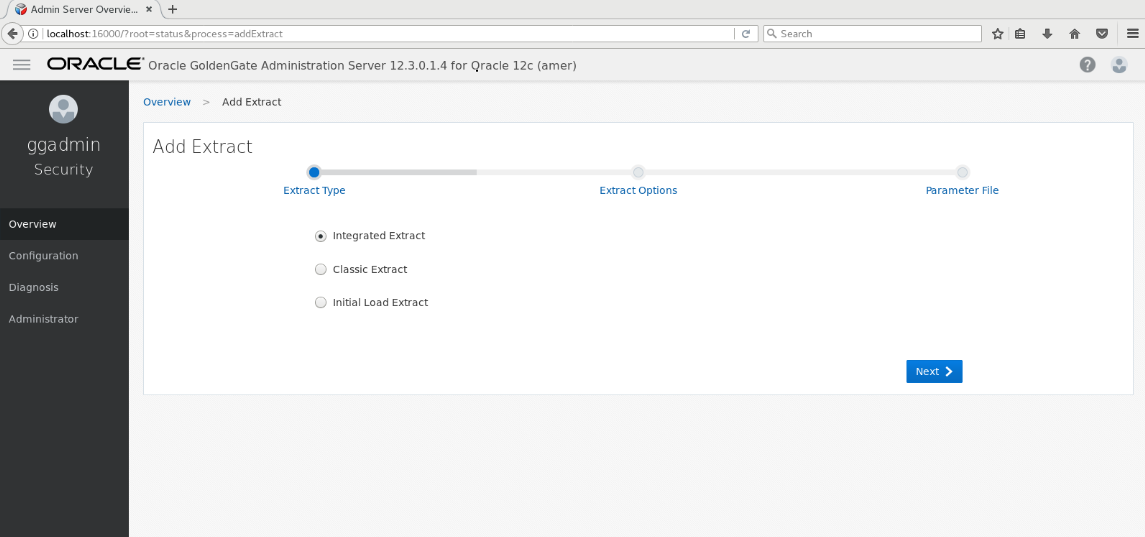 Admin Server Overvie...
localhost:16000/?root=status&process=addExtract
Search
ORACLE Oracle GoldenGate Administration Server 12.3.0.1.4 for Oracle 12c (amer)
ggadmin
Security
Overview
Configuration
Diagnosis
Administrator
Overview > Add Extract
Add Extract
Extract Type Extract Options Parameter File
Integrated Extract
Classic Extract
Initial Load Extract
Next